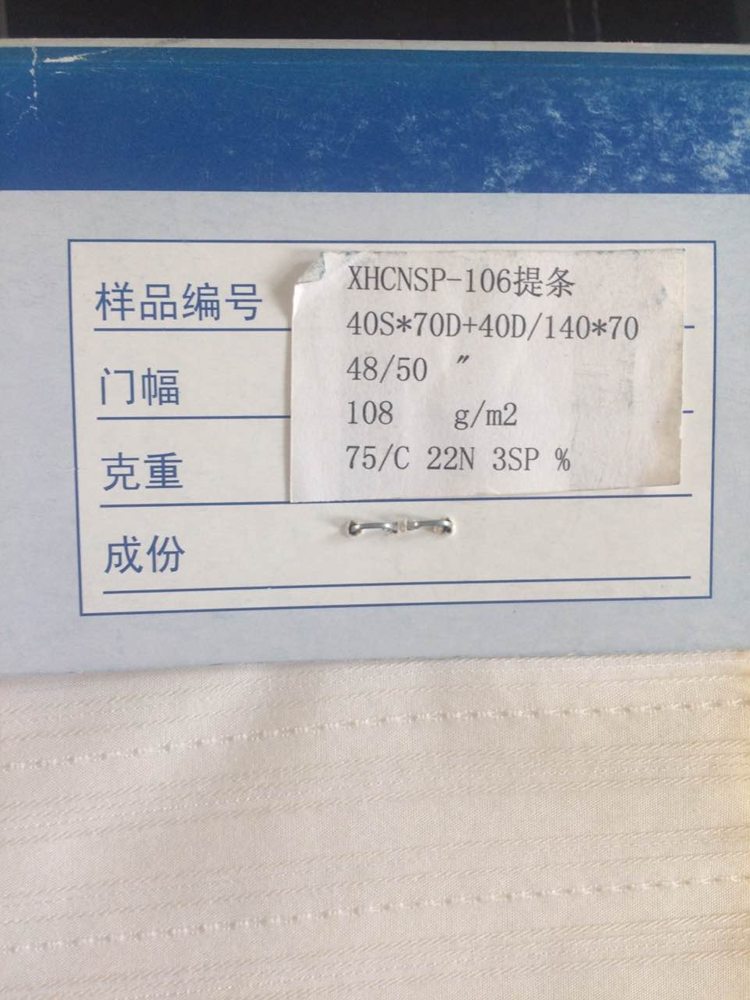 样品编号
XHCNSP-106提条
40S*70D+40D/140*70
门幅
48/50 ″
108 g/m2
克重
75/C 22N 3SP %
成份